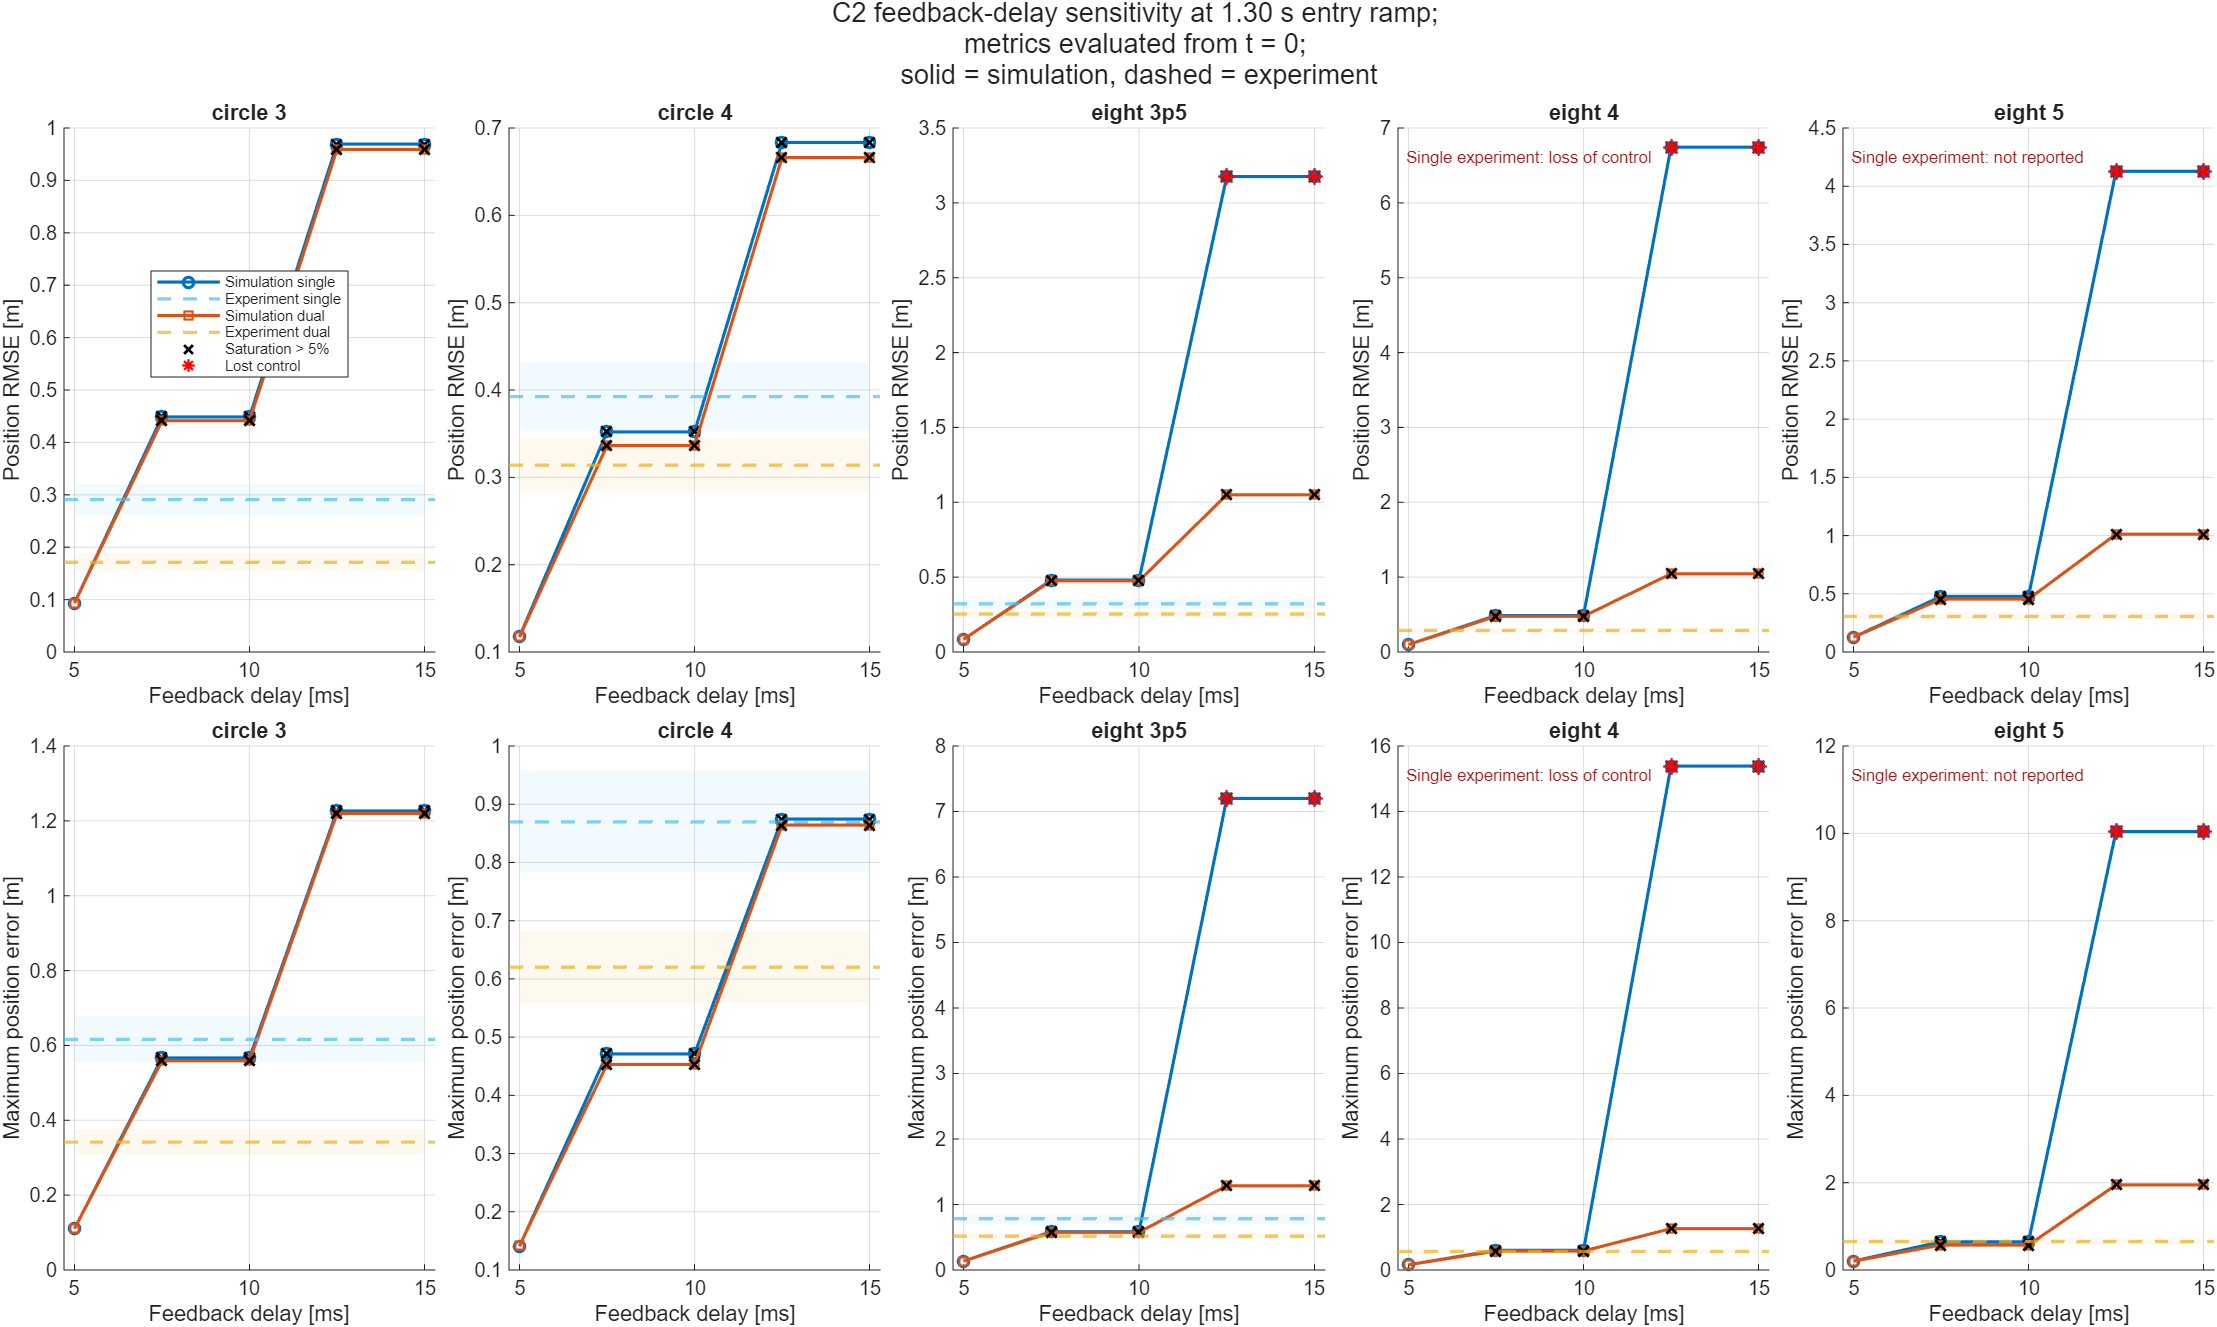 C2 feedback-delay sensitivity at 1.30 s entry ramp;
metrics evaluated from t = 0;
solid = simulation, dashed = experiment
circle 3
Position RMSE [m]
1
0.9
0.8
0.7
0.6
0.5
0.4
0.3
0.2
0.1
0
5
10
15
Feedback delay [ms]
Simulation single
Experiment single
Simulation dual
Experiment dual
Saturation > 5%
Lost control
circle 4
Position RMSE [m]
0.7
0.6
0.5
0.4
0.3
0.2
0.1
5
10
15
Feedback delay [ms]
eight 3p5
Position RMSE [m]
3.5
3
2.5
2
1.5
1
0.5
0
5
10
15
Feedback delay [ms]
eight 4
Single experiment: loss of control
Position RMSE [m]
7
6
5
4
3
2
1
0
5
10
15
Feedback delay [ms]
eight 5
Single experiment: not reported
Position RMSE [m]
4.5
4
3.5
3
2.5
2
1.5
1
0.5
0
5
10
15
Feedback delay [ms]
circle 3
Maximum position error [m]
1.4
1.2
1
0.8
0.6
0.4
0.2
0
5
10
15
Feedback delay [ms]
circle 4
Maximum position error [m]
1
0.9
0.8
0.7
0.6
0.5
0.4
0.3
0.2
0.1
5
10
15
Feedback delay [ms]
eight 3p5
Maximum position error [m]
8
7
6
5
4
3
2
1
0
5
10
15
Feedback delay [ms]
eight 4
Single experiment: loss of control
Maximum position error [m]
16
14
12
10
8
6
4
2
0
5
10
15
Feedback delay [ms]
eight 5
Single experiment: not reported
Maximum position error [m]
12
10
8
6
4
2
0
5
10
15
Feedback delay [ms]